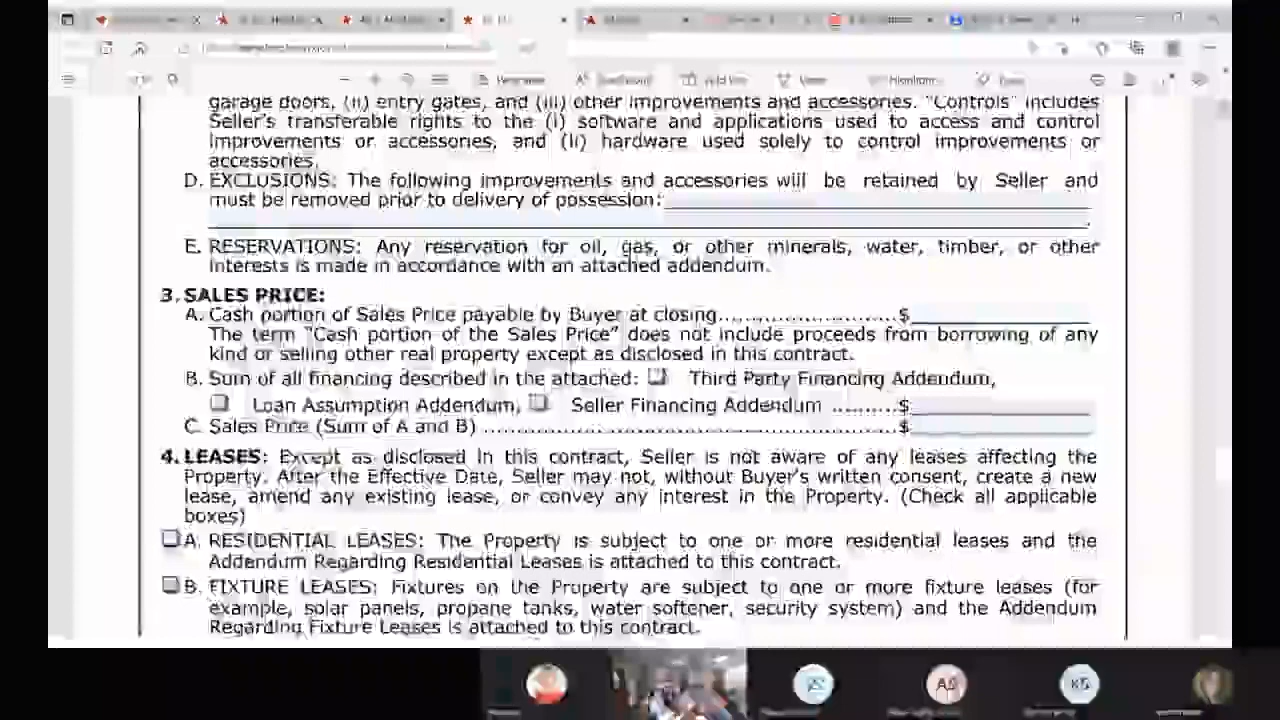 garage doors, (ii) entry gates, and (iii) other improvements and accessories. "Controls" includes
Seller's transferable rights to the (i) software and applications used to access and control
improvements or accessories, and (ii) hardware used solely to control improvements or
accessories.
D. EXCLUSIONS: The following improvements and accessories will be retained by Seller and
must be removed prior to delivery of possession:
E. RESERVATIONS: Any reservation for oil, gas, or other minerals, water, timber, or other
interests is made in accordance with an attached addendum.
3. SALES PRICE:
A. Cash portion of Sales Price payable by Buyer at closing.................................$
The term "Cash portion of the Sales Price" does not include proceeds from borrowing of any
kind or selling other real property except as disclosed in this contract.
B. Sum of all financing described in the attached: ☐ Third Party Financing Addendum,
☐ Loan Assumption Addendum, ☐ Seller Financing Addendum ..........$
C. Sales Price (Sum of A and B) ..............................................................$
4. LEASES: Except as disclosed in this contract, Seller is not aware of any leases affecting the
Property. After the Effective Date, Seller may not, without Buyer's written consent, create a new
lease, amend any existing lease, or convey any interest in the Property. (Check all applicable
boxes)
☐ A. RESIDENTIAL LEASES: The Property is subject to one or more residential leases and the
Addendum Regarding Residential Leases is attached to this contract.
☐ B. FIXTURE LEASES: Fixtures on the Property are subject to one or more fixture leases (for
example, solar panels, propane tanks, water softener, security system) and the Addendum
Regarding Fixture Leases is attached to this contract.